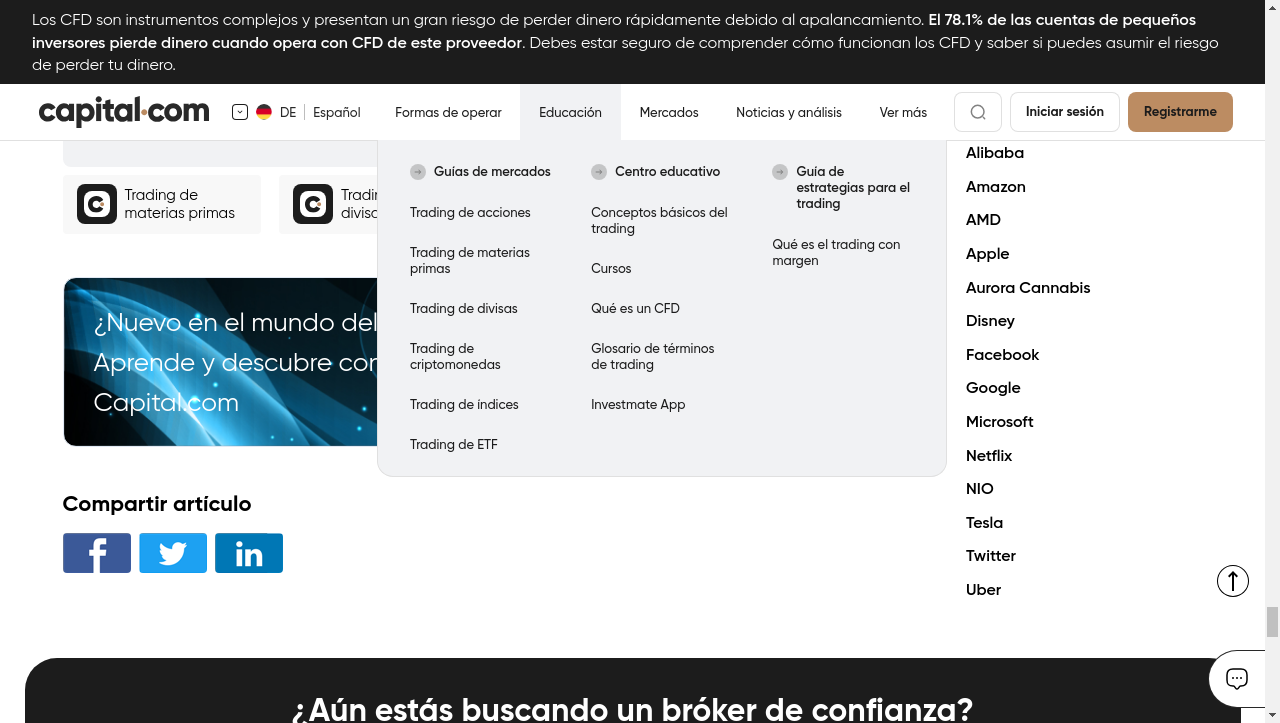 Los CFD son instrumentos complejos y presentan un gran riesgo de perder dinero rápidamente debido al apalancamiento. El 78.1% de las cuentas de pequeños
inversores pierde dinero cuando opera con CFD de este proveedor. Debes estar seguro de comprender cómo funcionan los CFD y saber si puedes asumir el riesgo
de perder tu dinero.
capital.com
DE
Español
Formas de operar
Educación
Mercados
Noticias y análisis
Ver más
Iniciar sesión
Registrarme
Trading de
materias primas
Guías de mercados
Trading de acciones
Trading de materias
primas
Trading de divisas
Trading de
criptomonedas
Trading de índices
Trading de ETF
Centro educativo
Conceptos básicos del
trading
Cursos
Qué es un CFD
Glosario de términos
de trading
Investmate App
Guía de
estrategias para el
trading
Qué es el trading con
margen
Alibaba
Amazon
AMD
Apple
Aurora Cannabis
Disney
Facebook
Google
Microsoft
Netflix
NIO
Tesla
Twitter
Uber
¿Nuevo en el mundo del
Aprende y descubre con
Capital.com
Compartir artículo
¿Aún estás buscando un bróker de confianza?